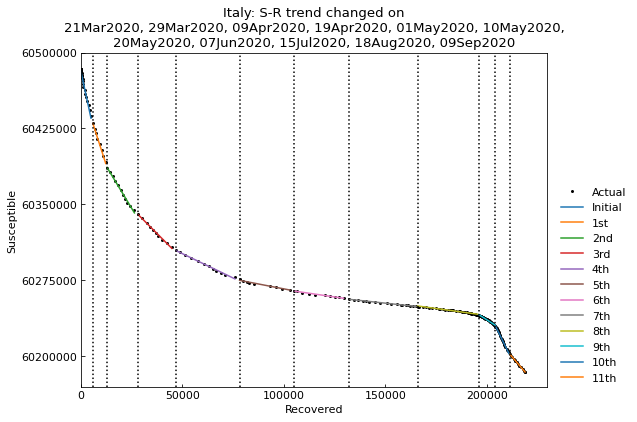 Italy: S-R trend changed on
21Mar2020, 29Mar2020, 09Apr2020, 19Apr2020, 01May2020, 10May2020,
20May2020, 07Jun2020, 15Jul2020, 18Aug2020, 09Sep2020
60500000
60425000
60350000
60275000
60200000
Susceptible
0
50000
100000
150000
200000
Recovered
Actual
Initial
1st
2nd
3rd
4th
5th
6th
7th
8th
9th
10th
11th